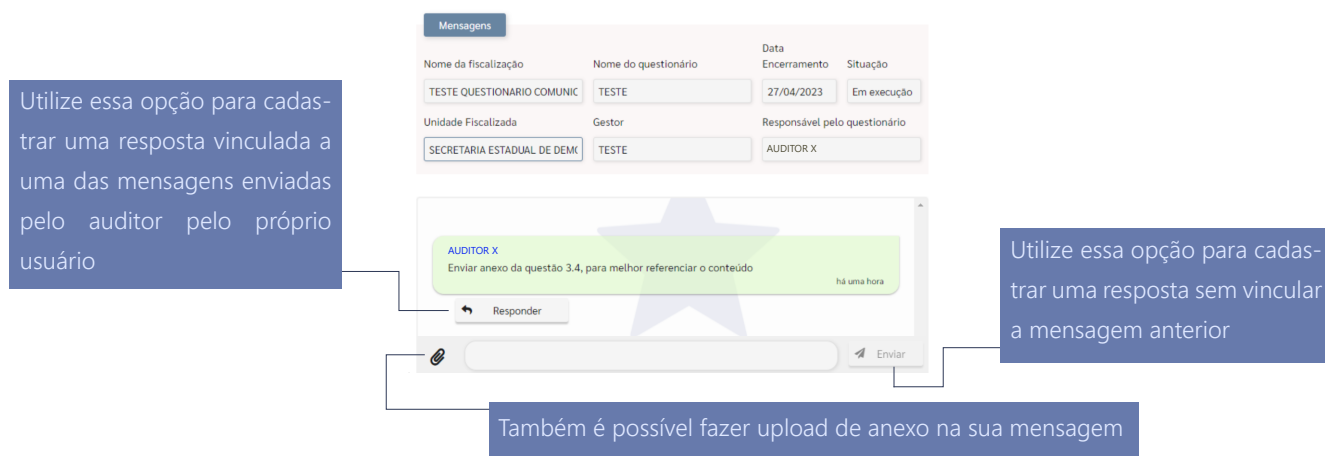 Mensagens
Nome da fiscalização
Nome do questionário
Data
Encerramento
Situação
TESTE QUESTIONARIO COMUNIC
TESTE
27/04/2023
Em execução
Unidade Fiscalizada
Gestor
Responsável pelo questionário
SECRETARIA ESTADUAL DE DEM(
TESTE
AUDITOR X
Utilize essa opção para cadas-
trar uma resposta vinculada a
uma das mensagens enviadas
pelo auditor pelo próprio
usuário
AUDITOR X
Enviar anexo da questão 3.4, para melhor referenciar o conteúdo
há uma hora
Responder
Enviar
Utilize essa opção para cadas-
trar uma resposta sem vincular
a mensagem anterior
Também é possível fazer upload de anexo na sua mensagem